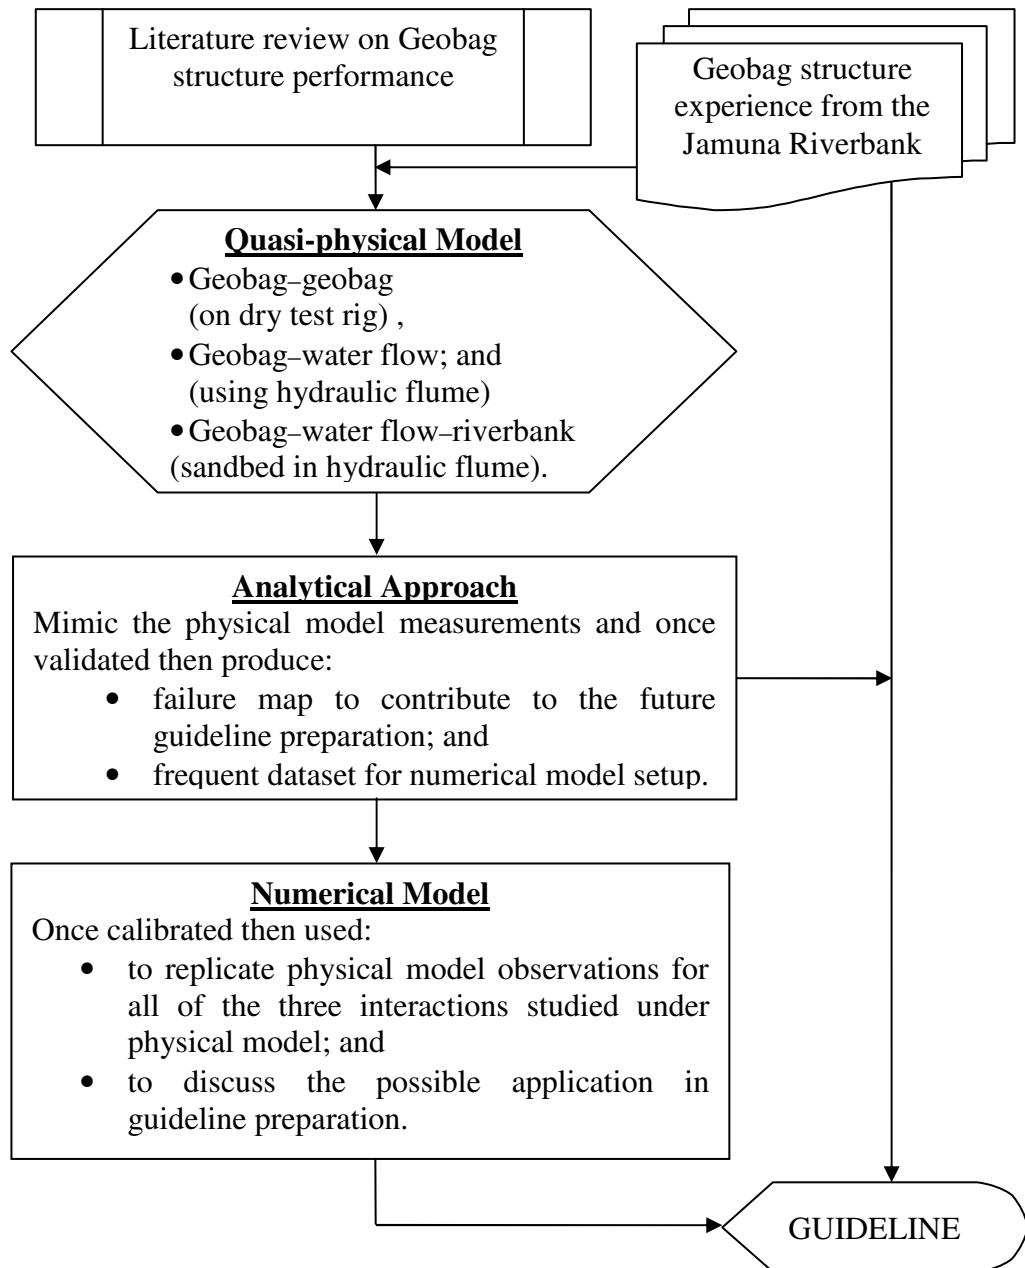 Literature review on Geobag
structure performance
Geobag structure
experience from the
Jamuna Riverbank
Quasi-physical Model
• Geobag–geobag
(on dry test rig) ,
• Geobag–water flow; and
(using hydraulic flume)
• Geobag–water flow–riverbank
(sandbed in hydraulic flume).
Analytical Approach
Mimic the physical model measurements and once
validated then produce:
• failure map to contribute to the future
guideline preparation; and
• frequent dataset for numerical model setup.
Numerical Model
Once calibrated then used:
• to replicate physical model observations for
all of the three interactions studied under
physical model; and
• to discuss the possible application in
guideline preparation.
GUIDELINE